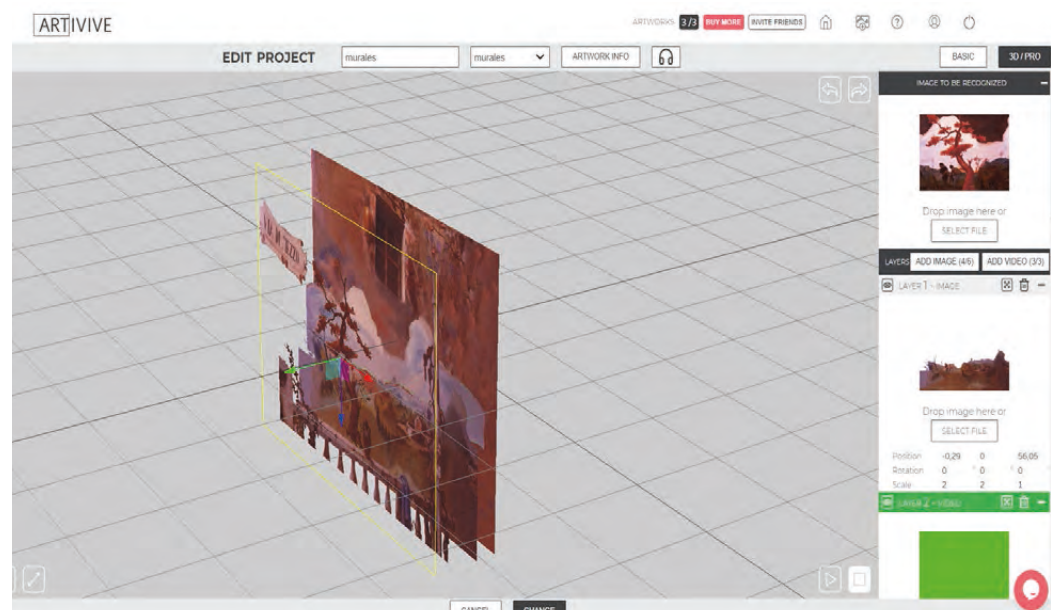 ARTIVIVE
ARTWORKS 3/3 BUY MORE INVITE FRIENDS
EDIT PROJECT murales murales ARTWORK INFO BASIC 3D / PRO
IMAGE TO BE RECOGNIZED
Drop image here or
SELECT FILE
LAYERS ADD IMAGE (4/6) ADD VIDEO (3/3)
LAYER 1 - IMAGE
Drop image here or
SELECT FILE
Position -0,29 0 56,05
Rotation 0 ° 0 ° 0
Scale 2 2 1
LAYER 2 - VIDEO
CANCEL CHANGE